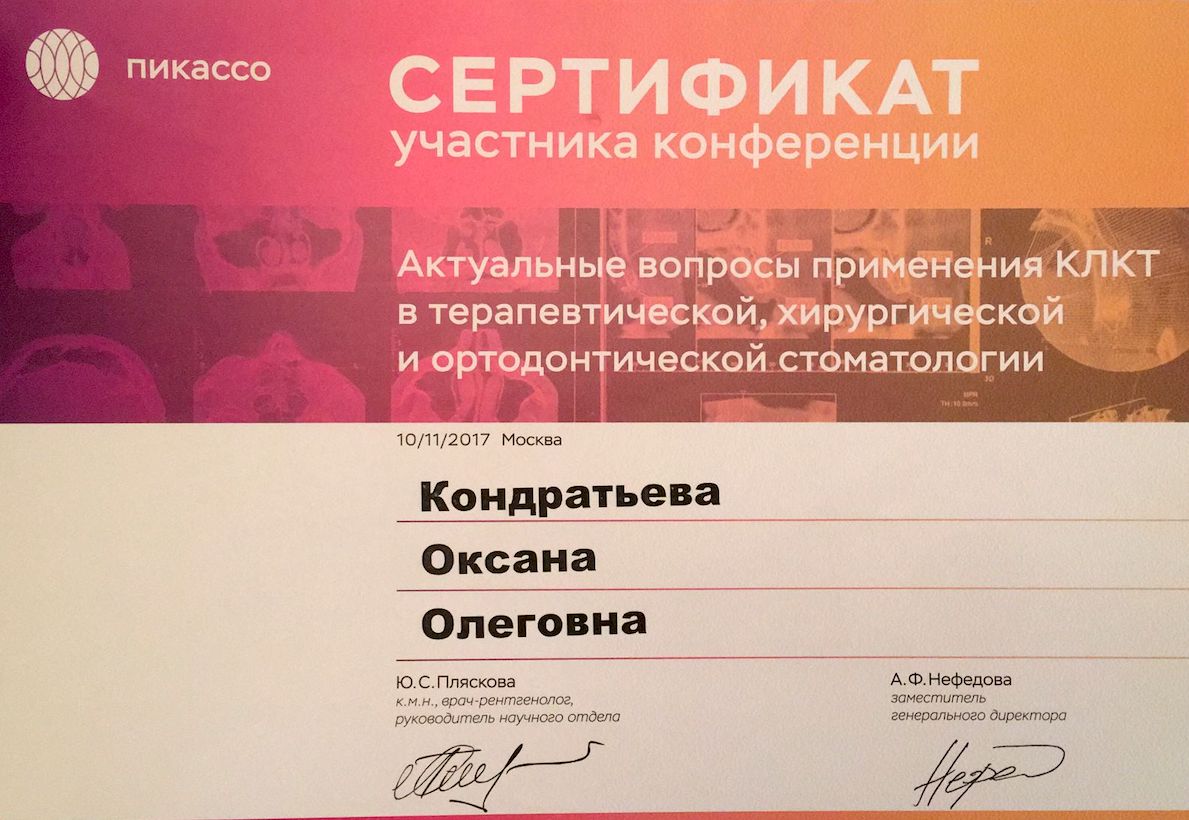 пикассо
СЕРТИФИКАТ
участника конференции
Актуальные вопросы применения КЛКТ
в терапевтической, хирургической
и ортодонтической стоматологии
10/11/2017 Москва
Кондратьева
Оксана
Олеговна
Ю.С.Пляскова
к.м.н., врач-рентгенолог,
руководитель научного отдела
А.Ф.Нефедова
заместитель
генерального директора